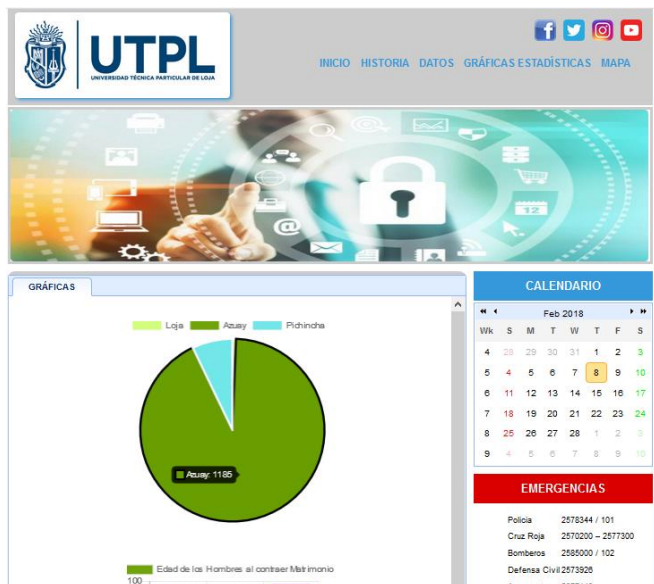 UTPL
UNIVERSIDAD TÉCNICA PARTICULAR DE LOJA
INICIO HISTORIA DATOS GRÁFICAS ESTADÍSTICAS MAPA
12
GRÁFICAS
Loja Azuay Pichincha
Azuay: 1185
Edad de los Hombres al contraer Matrimonio
100
CALENDARIO
Feb 2018
Wk S M T W T F S
4 28 29 30 31 1 2 3
5 4 5 6 7 8 9 10
6 11 12 13 14 15 16 17
7 18 19 20 21 22 23 24
8 25 26 27 28 1 2 3
9 4 5 6 7 8 9 10
EMERGENCIAS
Policia 2578344 / 101
Cruz Roja 2570200 – 2577300
Bomberos 2585000 / 102
Defensa Civil 2573926